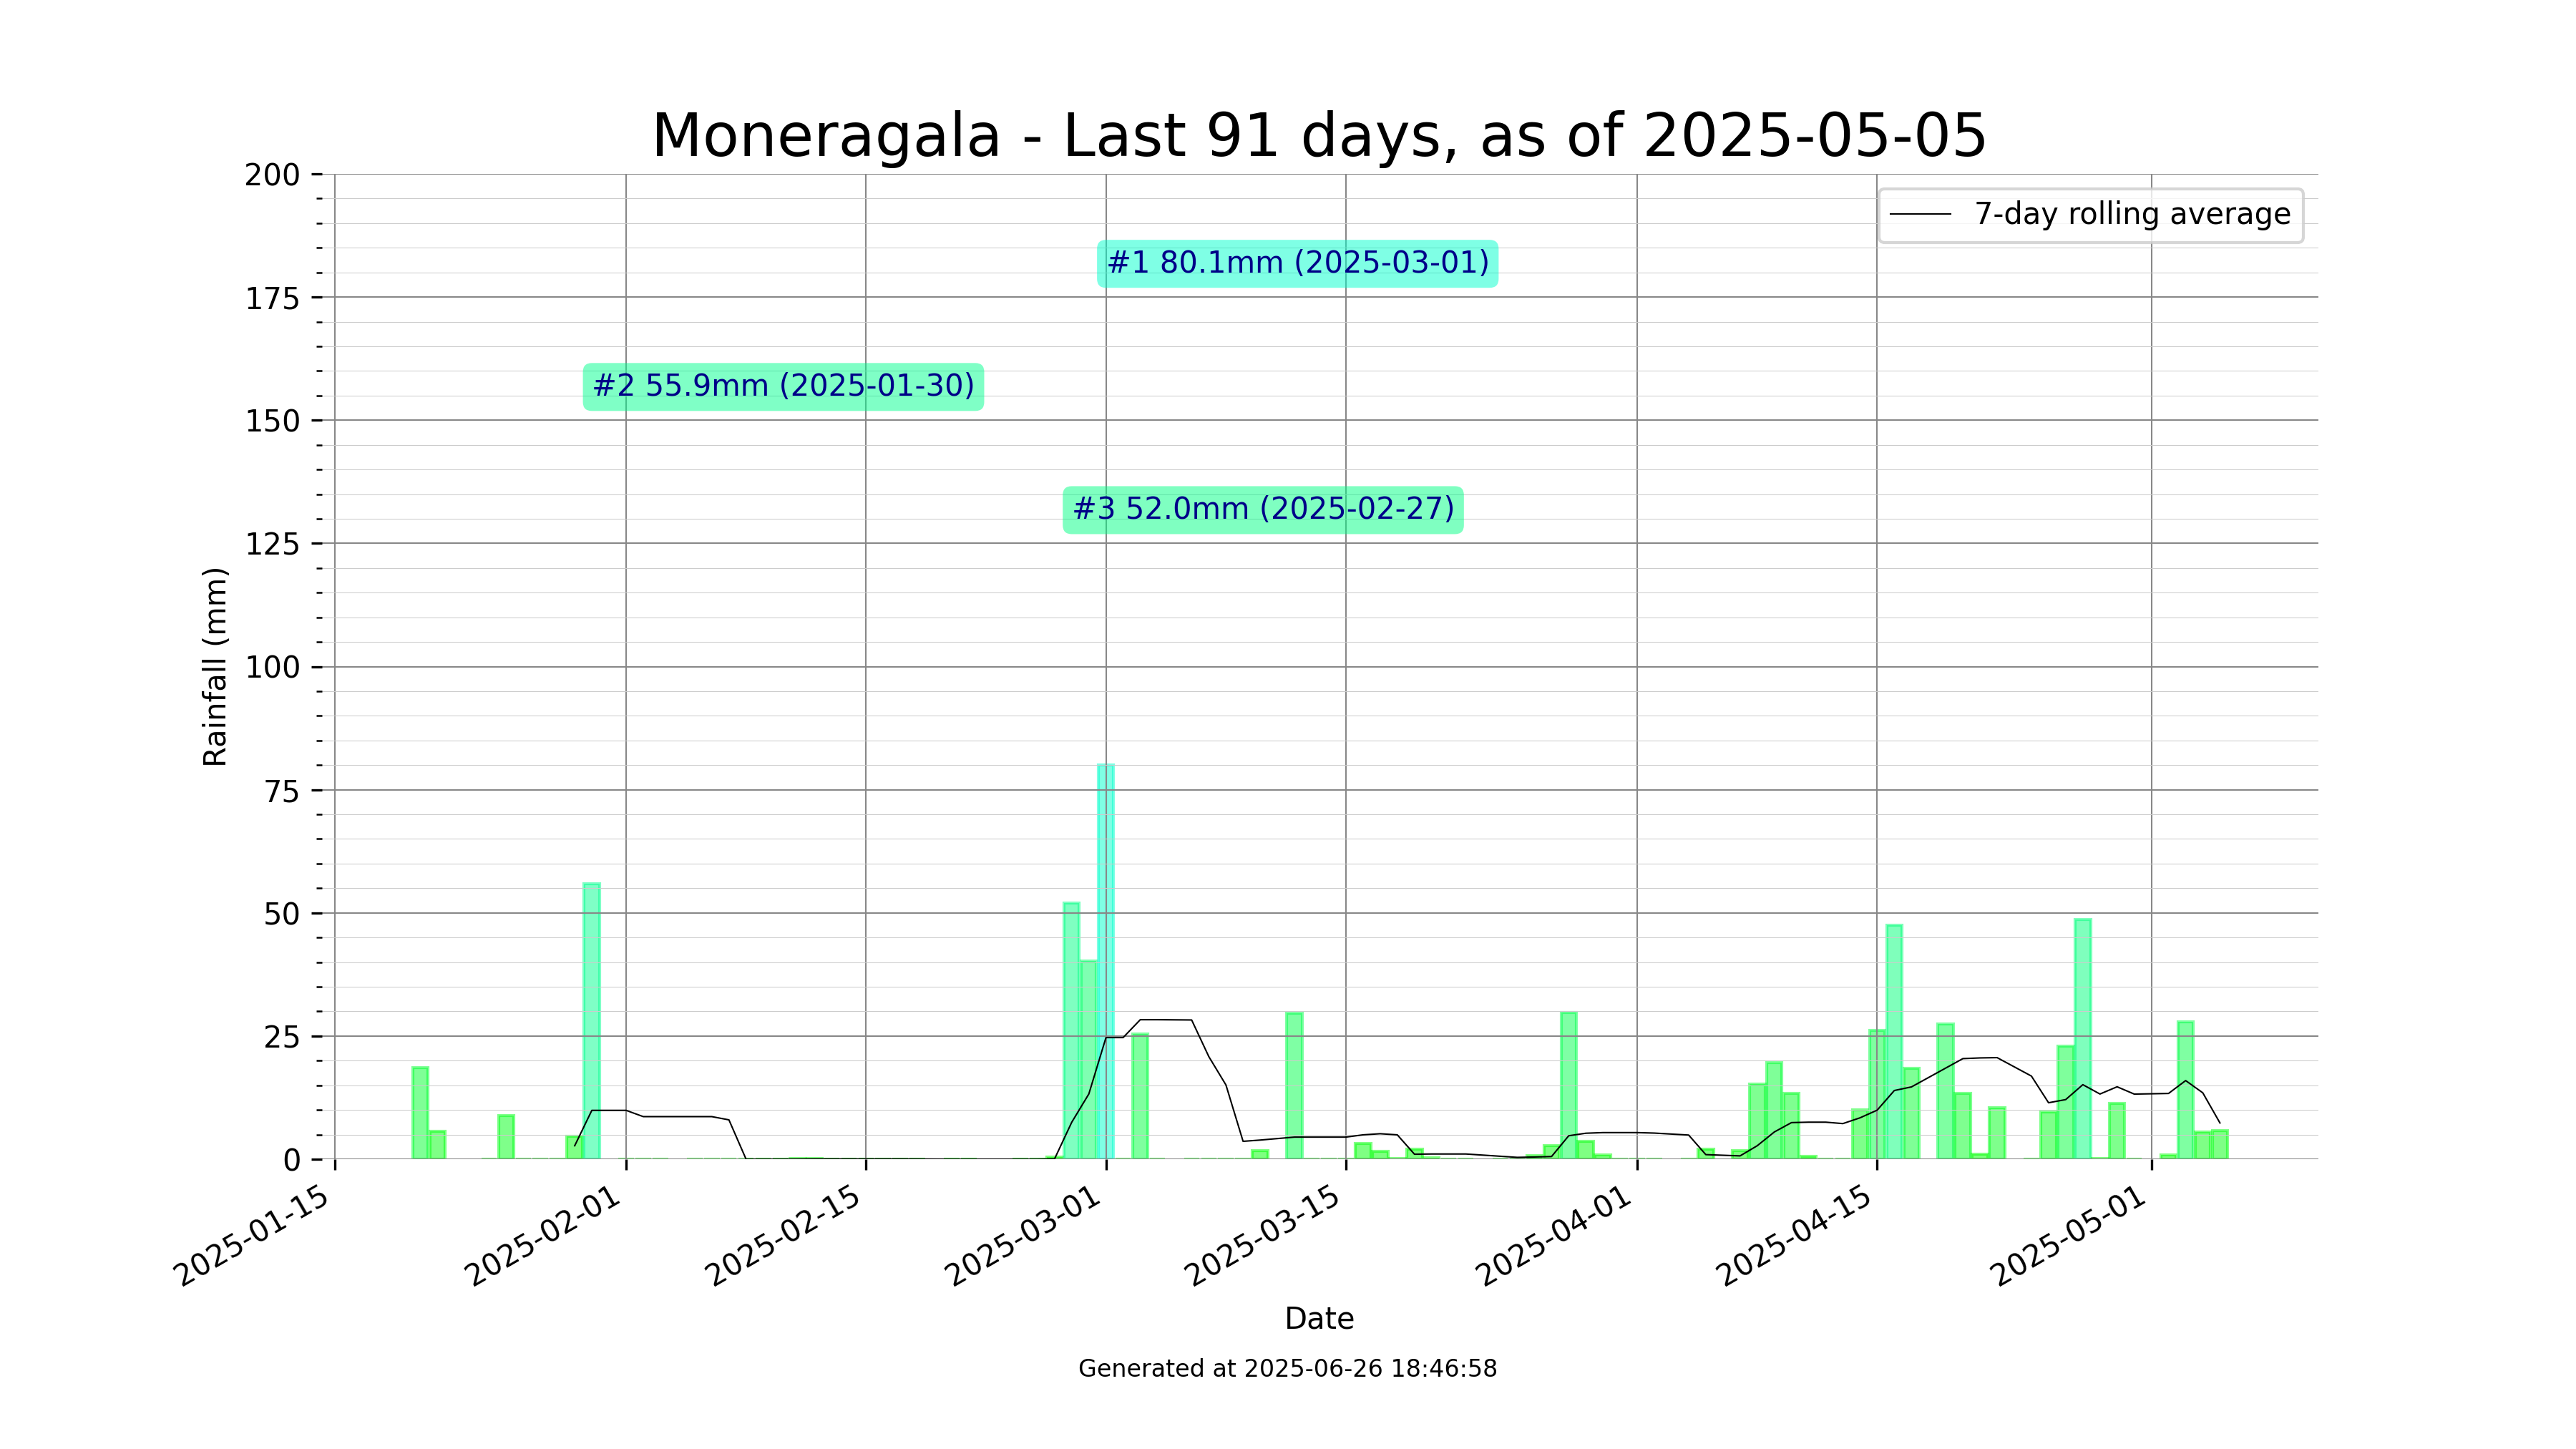 Moneragala - Last 91 days, as of 2025-05-05
7-day rolling average
#1 80.1mm (2025-03-01)
#2 55.9mm (2025-01-30)
#3 52.0mm (2025-02-27)
Rainfall (mm)
200
175
150
125
100
75
50
25
0
2025-01-15
2025-02-01
2025-02-15
2025-03-01
2025-03-15
2025-04-01
2025-04-15
2025-05-01
Date
Generated at 2025-06-26 18:46:58